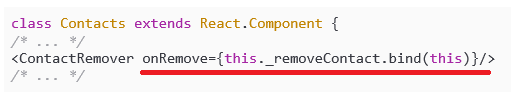 class Contacts extends React.Component {
/* ... */
<ContactRemover onRemove={this._removeContact.bind(this)}/>
/* ... */